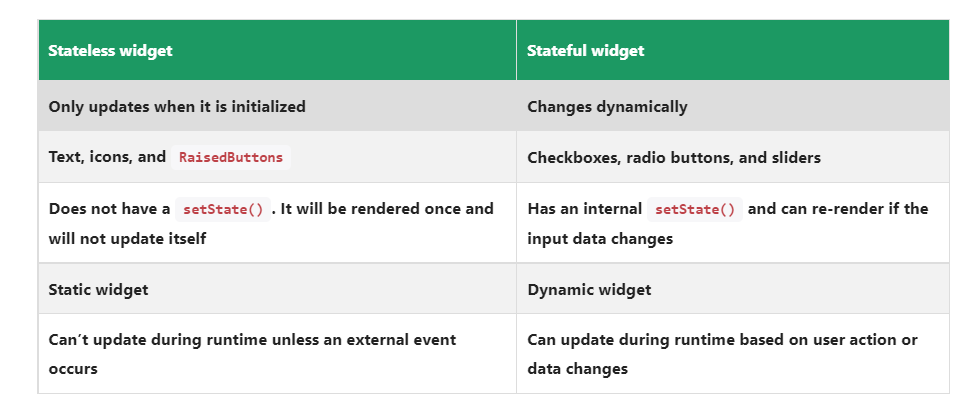 Stateless widget
Stateful widget
Only updates when it is initialized
Changes dynamically
Text, icons, and RaisedButtons
Checkboxes, radio buttons, and sliders
Does not have a setState() . It will be rendered once and
will not update itself
Has an internal setState() and can re-render if the
input data changes
Static widget
Dynamic widget
Can’t update during runtime unless an external event
occurs
Can update during runtime based on user action or
data changes